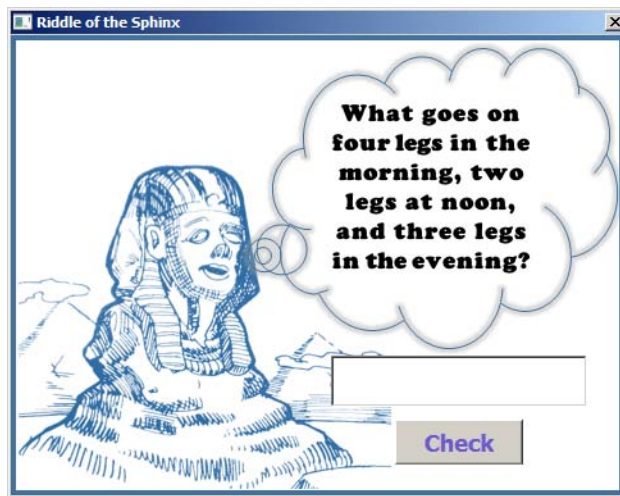 Riddle of the Sphinx
What goes on
four legs in the
morning, two
legs at noon,
and three legs
in the evening?
Check